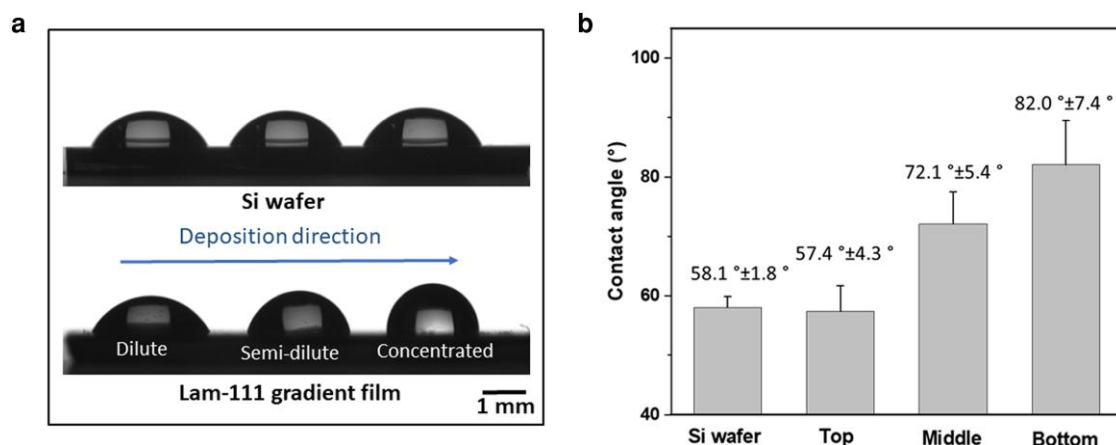 a
Si wafer
Deposition direction
Dilute Semi-dilute Concentrated
Lam-111 gradient film
1 mm
b
Contact angle (°)
100
80
60
40
58.1 °±1.8 °
57.4 °±4.3 °
72.1 °±5.4 °
82.0 °±7.4 °
Si wafer Top Middle Bottom